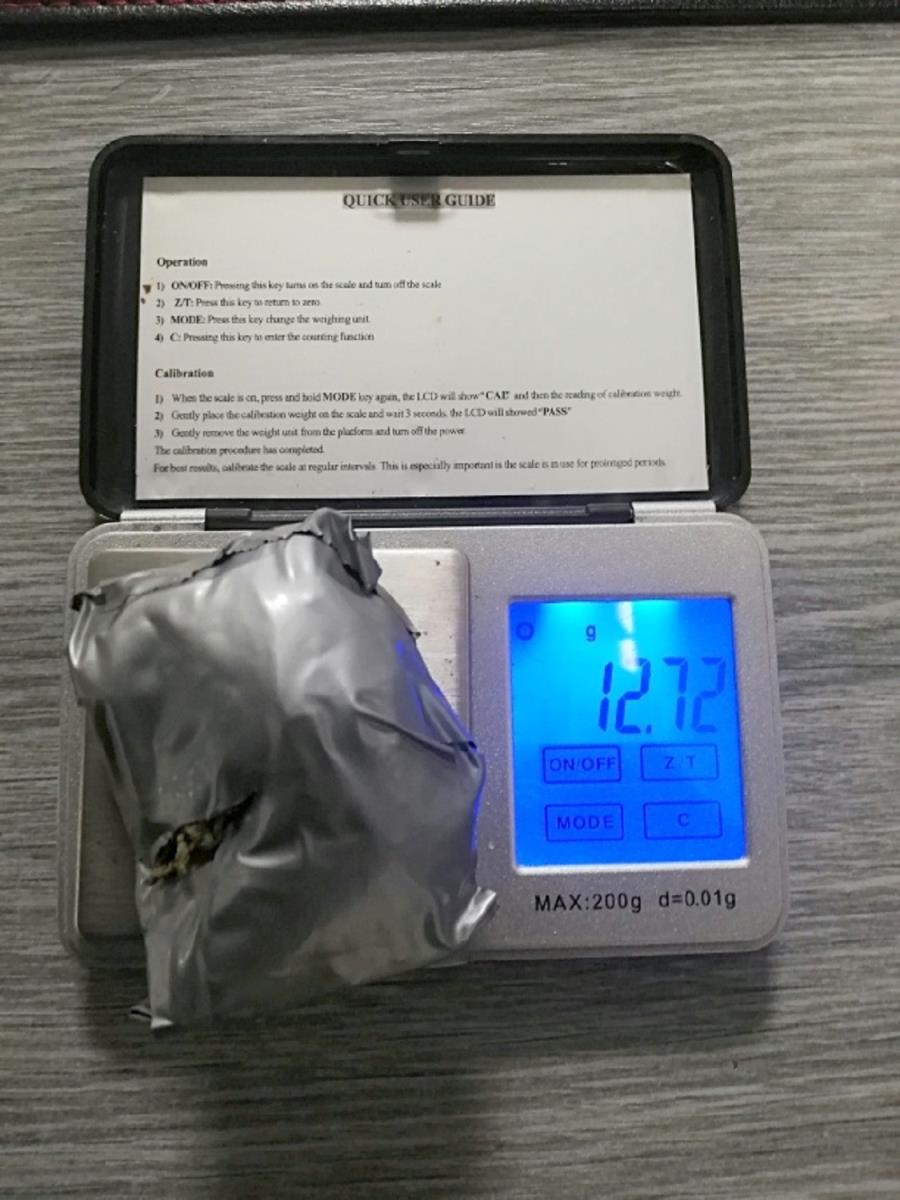 QUICK USER GUIDE
Operation
1) ON/OFF: Pressing this key turns on the scale and turn off the scale
2) Z/T: Press this key to return to zero
3) MODE: Press this key change the weighing unit.
4) C: Pressing this key to enter the counting function
Calibration
1) When the scale is on, press and hold MODE key again, the LCD will show "CAL" and then the reading of calibration weight.
2) Gently place the calibration weight on the scale and wait 3 seconds. the LCD will showed "PASS"
3) Gently remove the weight unit from the platform and turn off the power.
The calibration procedure has completed.
For best results, calibrate the scale at regular intervals. This is especially important is the scale is in use for prolonged periods.
g
12.72
ON/OFF Z/T
MODE C
MAX:200g d=0.01g